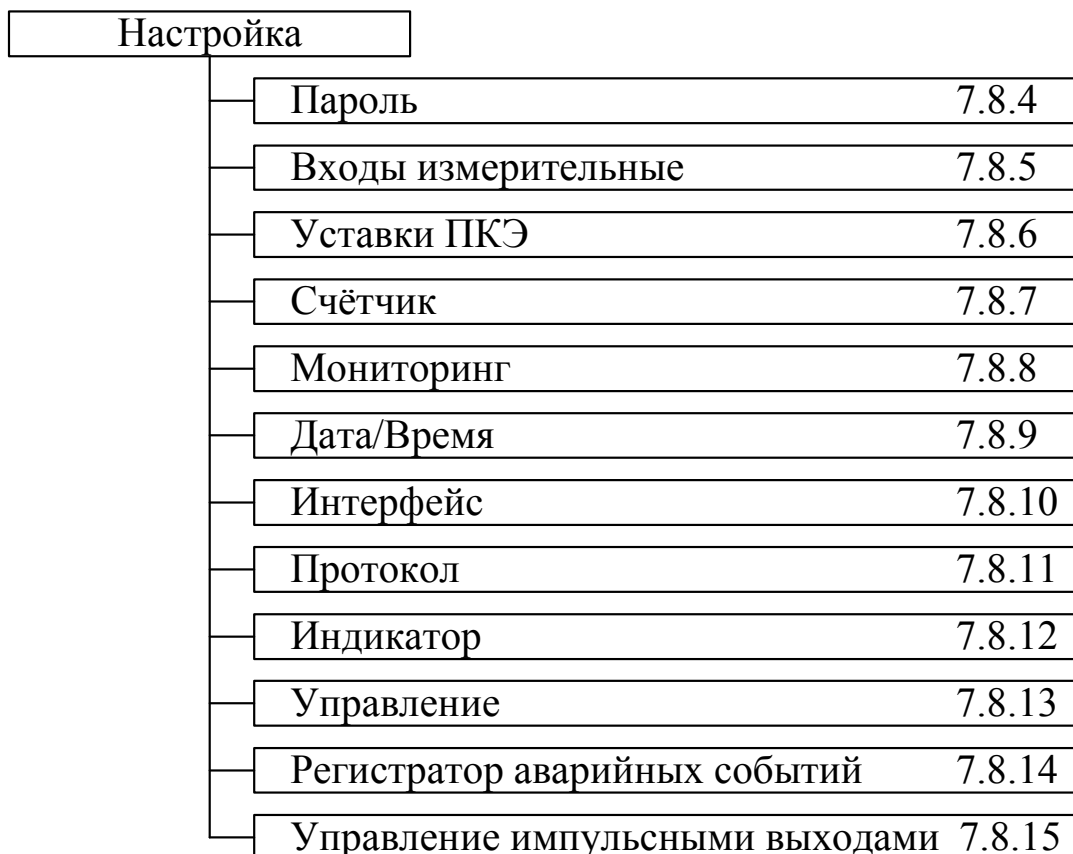 Настройка
Пароль 7.8.4
Входы измерительные 7.8.5
Уставки ПКЭ 7.8.6
Счётчик 7.8.7
Мониторинг 7.8.8
Дата/Время 7.8.9
Интерфейс 7.8.10
Протокол 7.8.11
Индикатор 7.8.12
Управление 7.8.13
Регистратор аварийных событий 7.8.14
Управление импульсными выходами 7.8.15